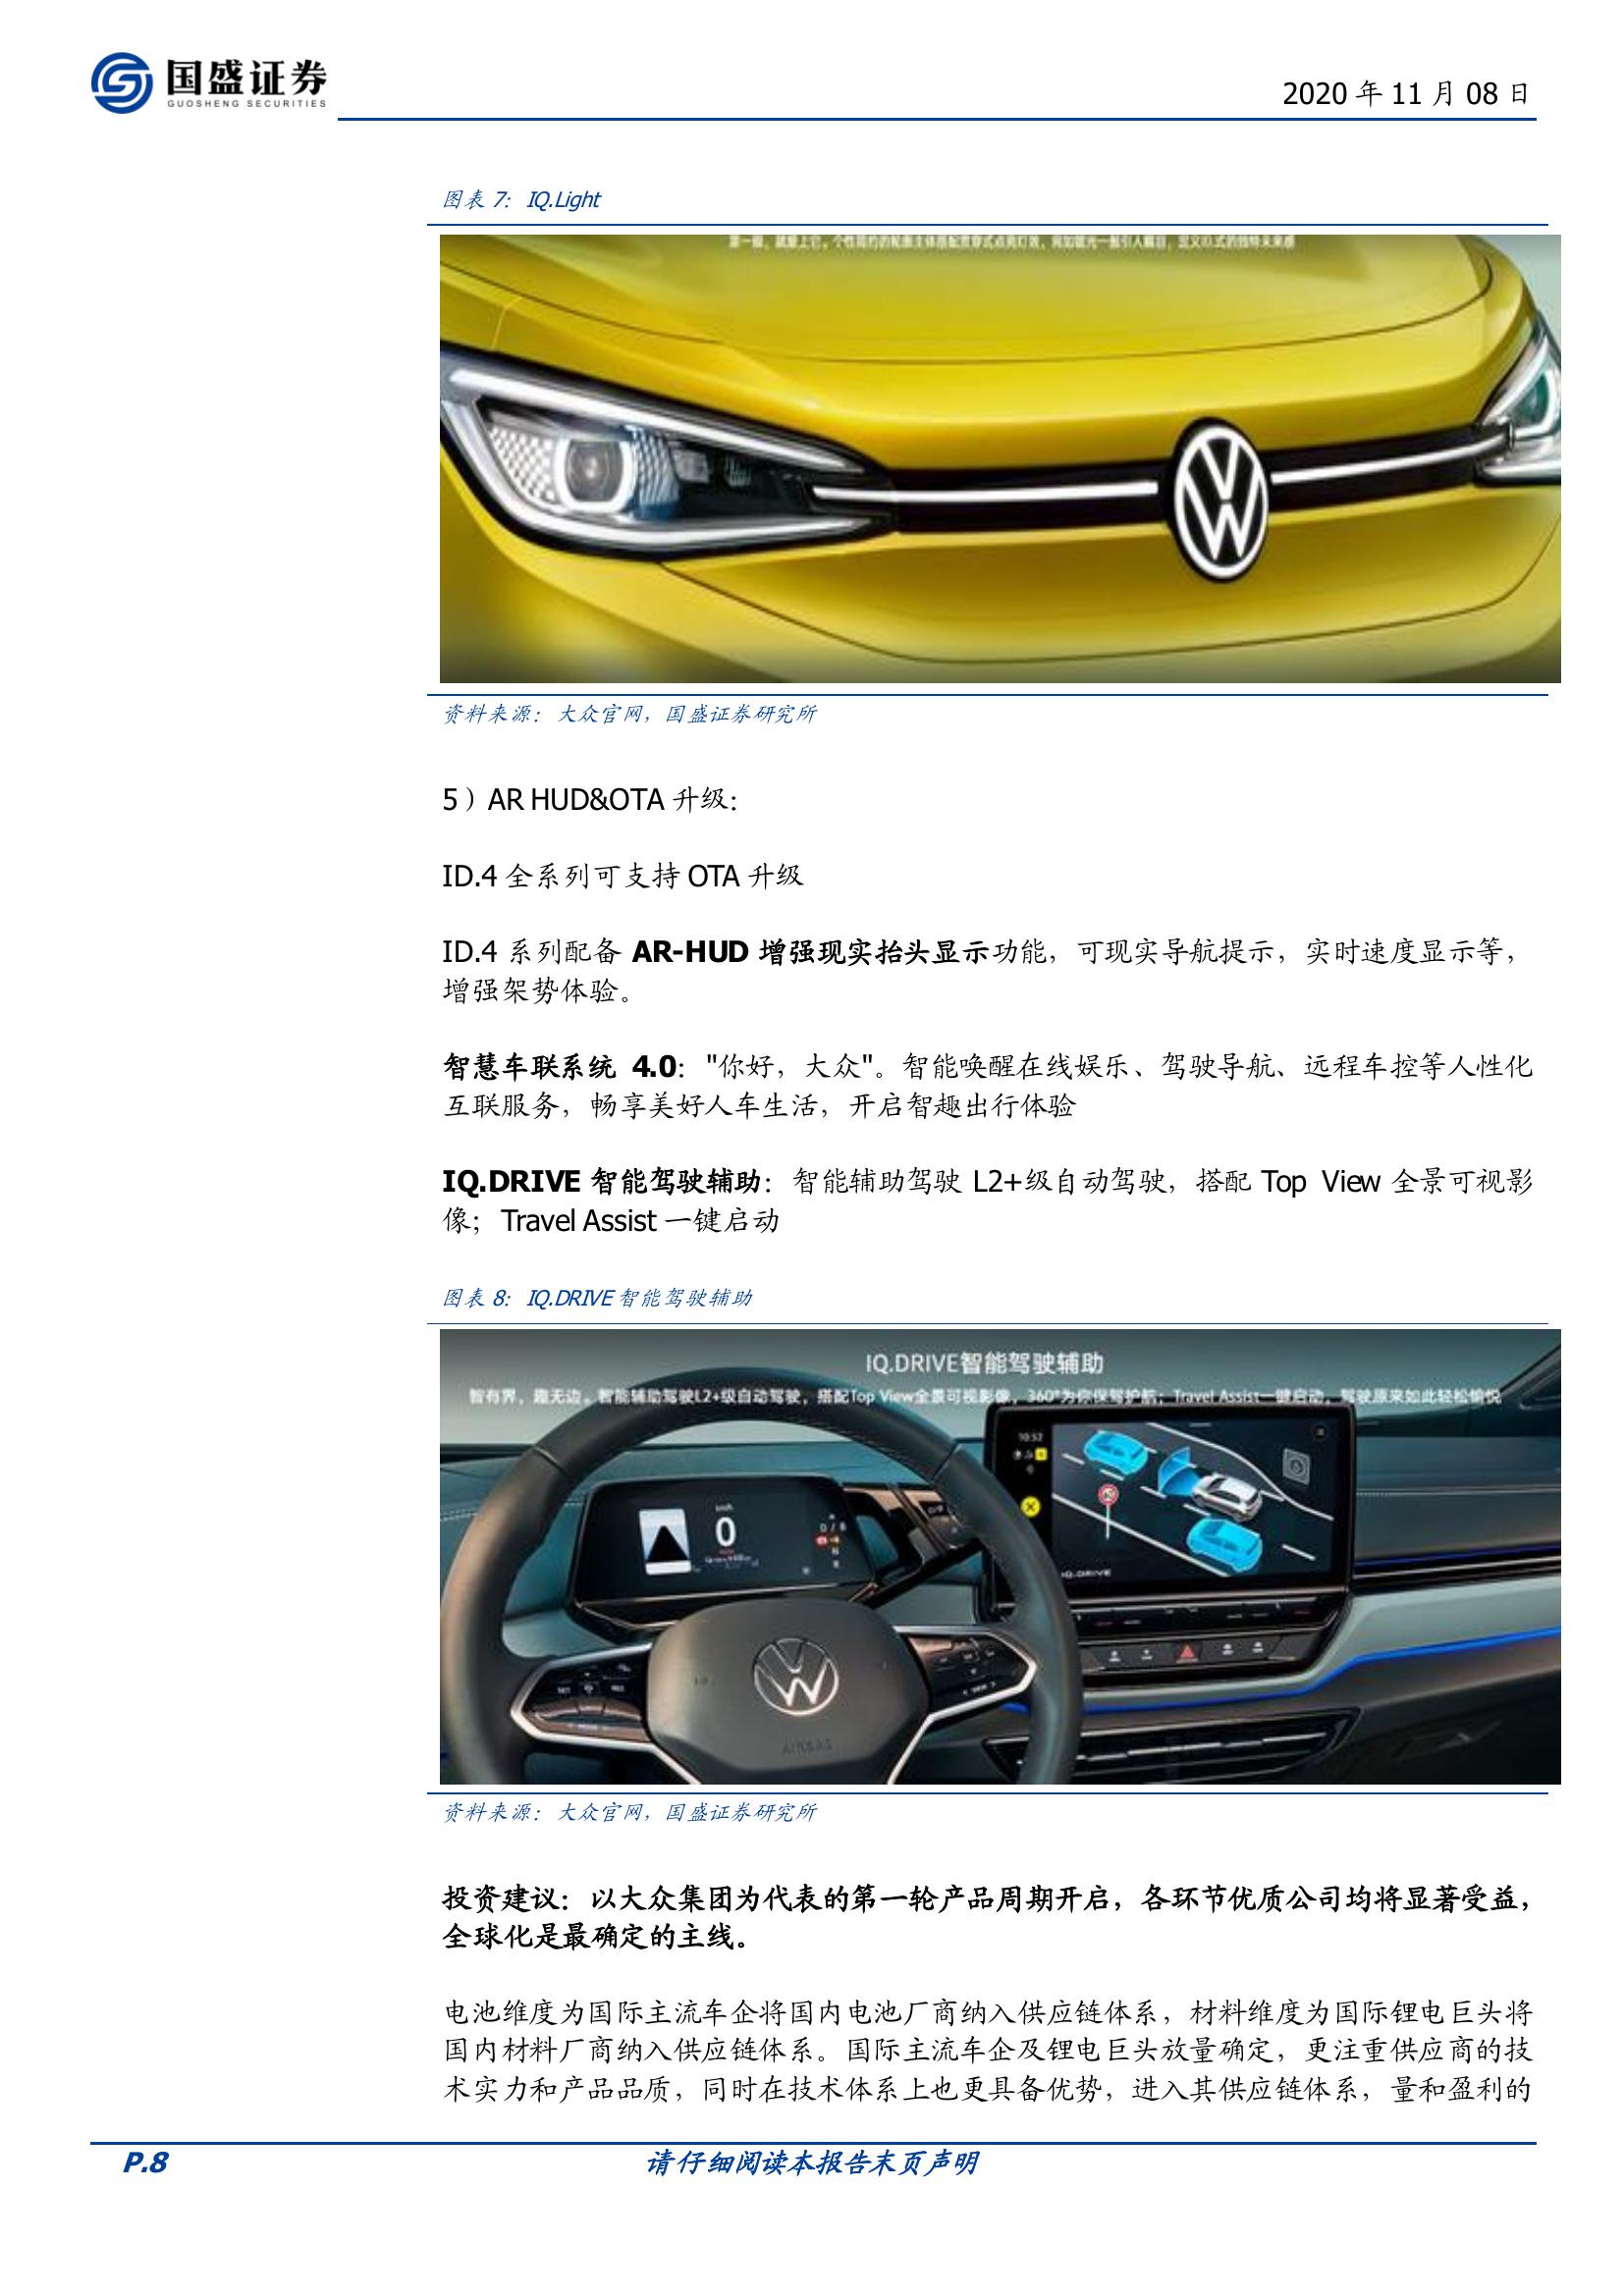 国盛证券
GUOSHENG SECURITIES
2020 年 11 月 08 日
图表 7：IQ.Light
资料来源：大众官网，国盛证券研究所
5）AR HUD&OTA 升级：
ID.4 全系列可支持 OTA 升级
ID.4 系列配备 AR-HUD 增强现实抬头显示功能，可现实导航提示，实时速度显示等，
增强架势体验。
智慧车联系统 4.0："你好，大众"。智能唤醒在线娱乐、驾驶导航、远程车控等人性化
互联服务，畅享美好人车生活，开启智趣出行体验
IQ.DRIVE 智能驾驶辅助：智能辅助驾驶 L2+级自动驾驶，搭配 Top View 全景可视影
像；Travel Assist 一键启动
图表 8：IQ.DRIVE 智能驾驶辅助
IQ.DRIVE智能驾驶辅助
智有界，趣无边。智能辅助驾驶L2+级自动驾驶，搭配Top View全景可视影像，360°为你保驾护航；Travel Assist一键启动，驾驶原来如此轻松愉悦
10:52
km/h
0
IQ.DRIVE
AIRBAG
资料来源：大众官网，国盛证券研究所
投资建议：以大众集团为代表的第一轮产品周期开启，各环节优质公司均将显著受益，
全球化是最确定的主线。
电池维度为国际主流车企将国内电池厂商纳入供应链体系，材料维度为国际锂电巨头将
国内材料厂商纳入供应链体系。国际主流车企及锂电巨头放量确定，更注重供应商的技
术实力和产品品质，同时在技术体系上也更具备优势，进入其供应链体系，量和盈利的
P.8
请仔细阅读本报告末页声明